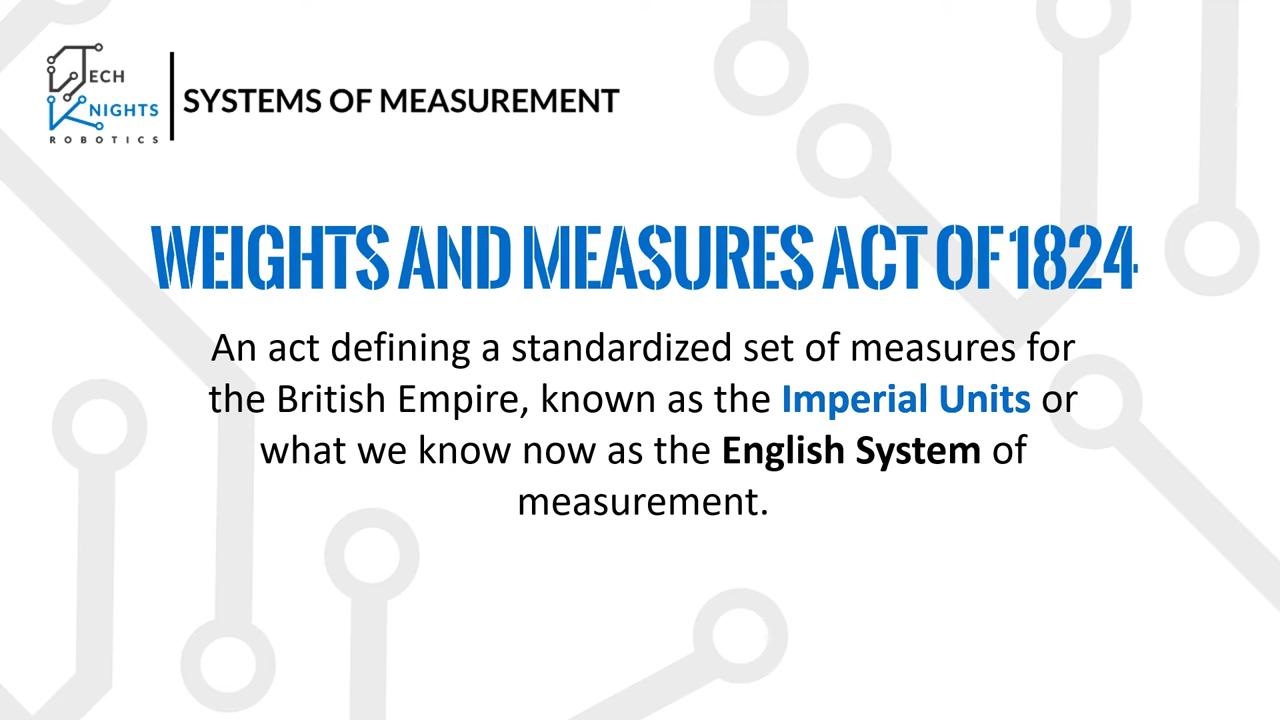 TECH
KNIGHTS
ROBOTICS
SYSTEMS OF MEASUREMENT
WEIGHTS AND MEASURES ACT OF 1824
An act defining a standardized set of measures for
the British Empire, known as the Imperial Units or
what we know now as the English System of
measurement.